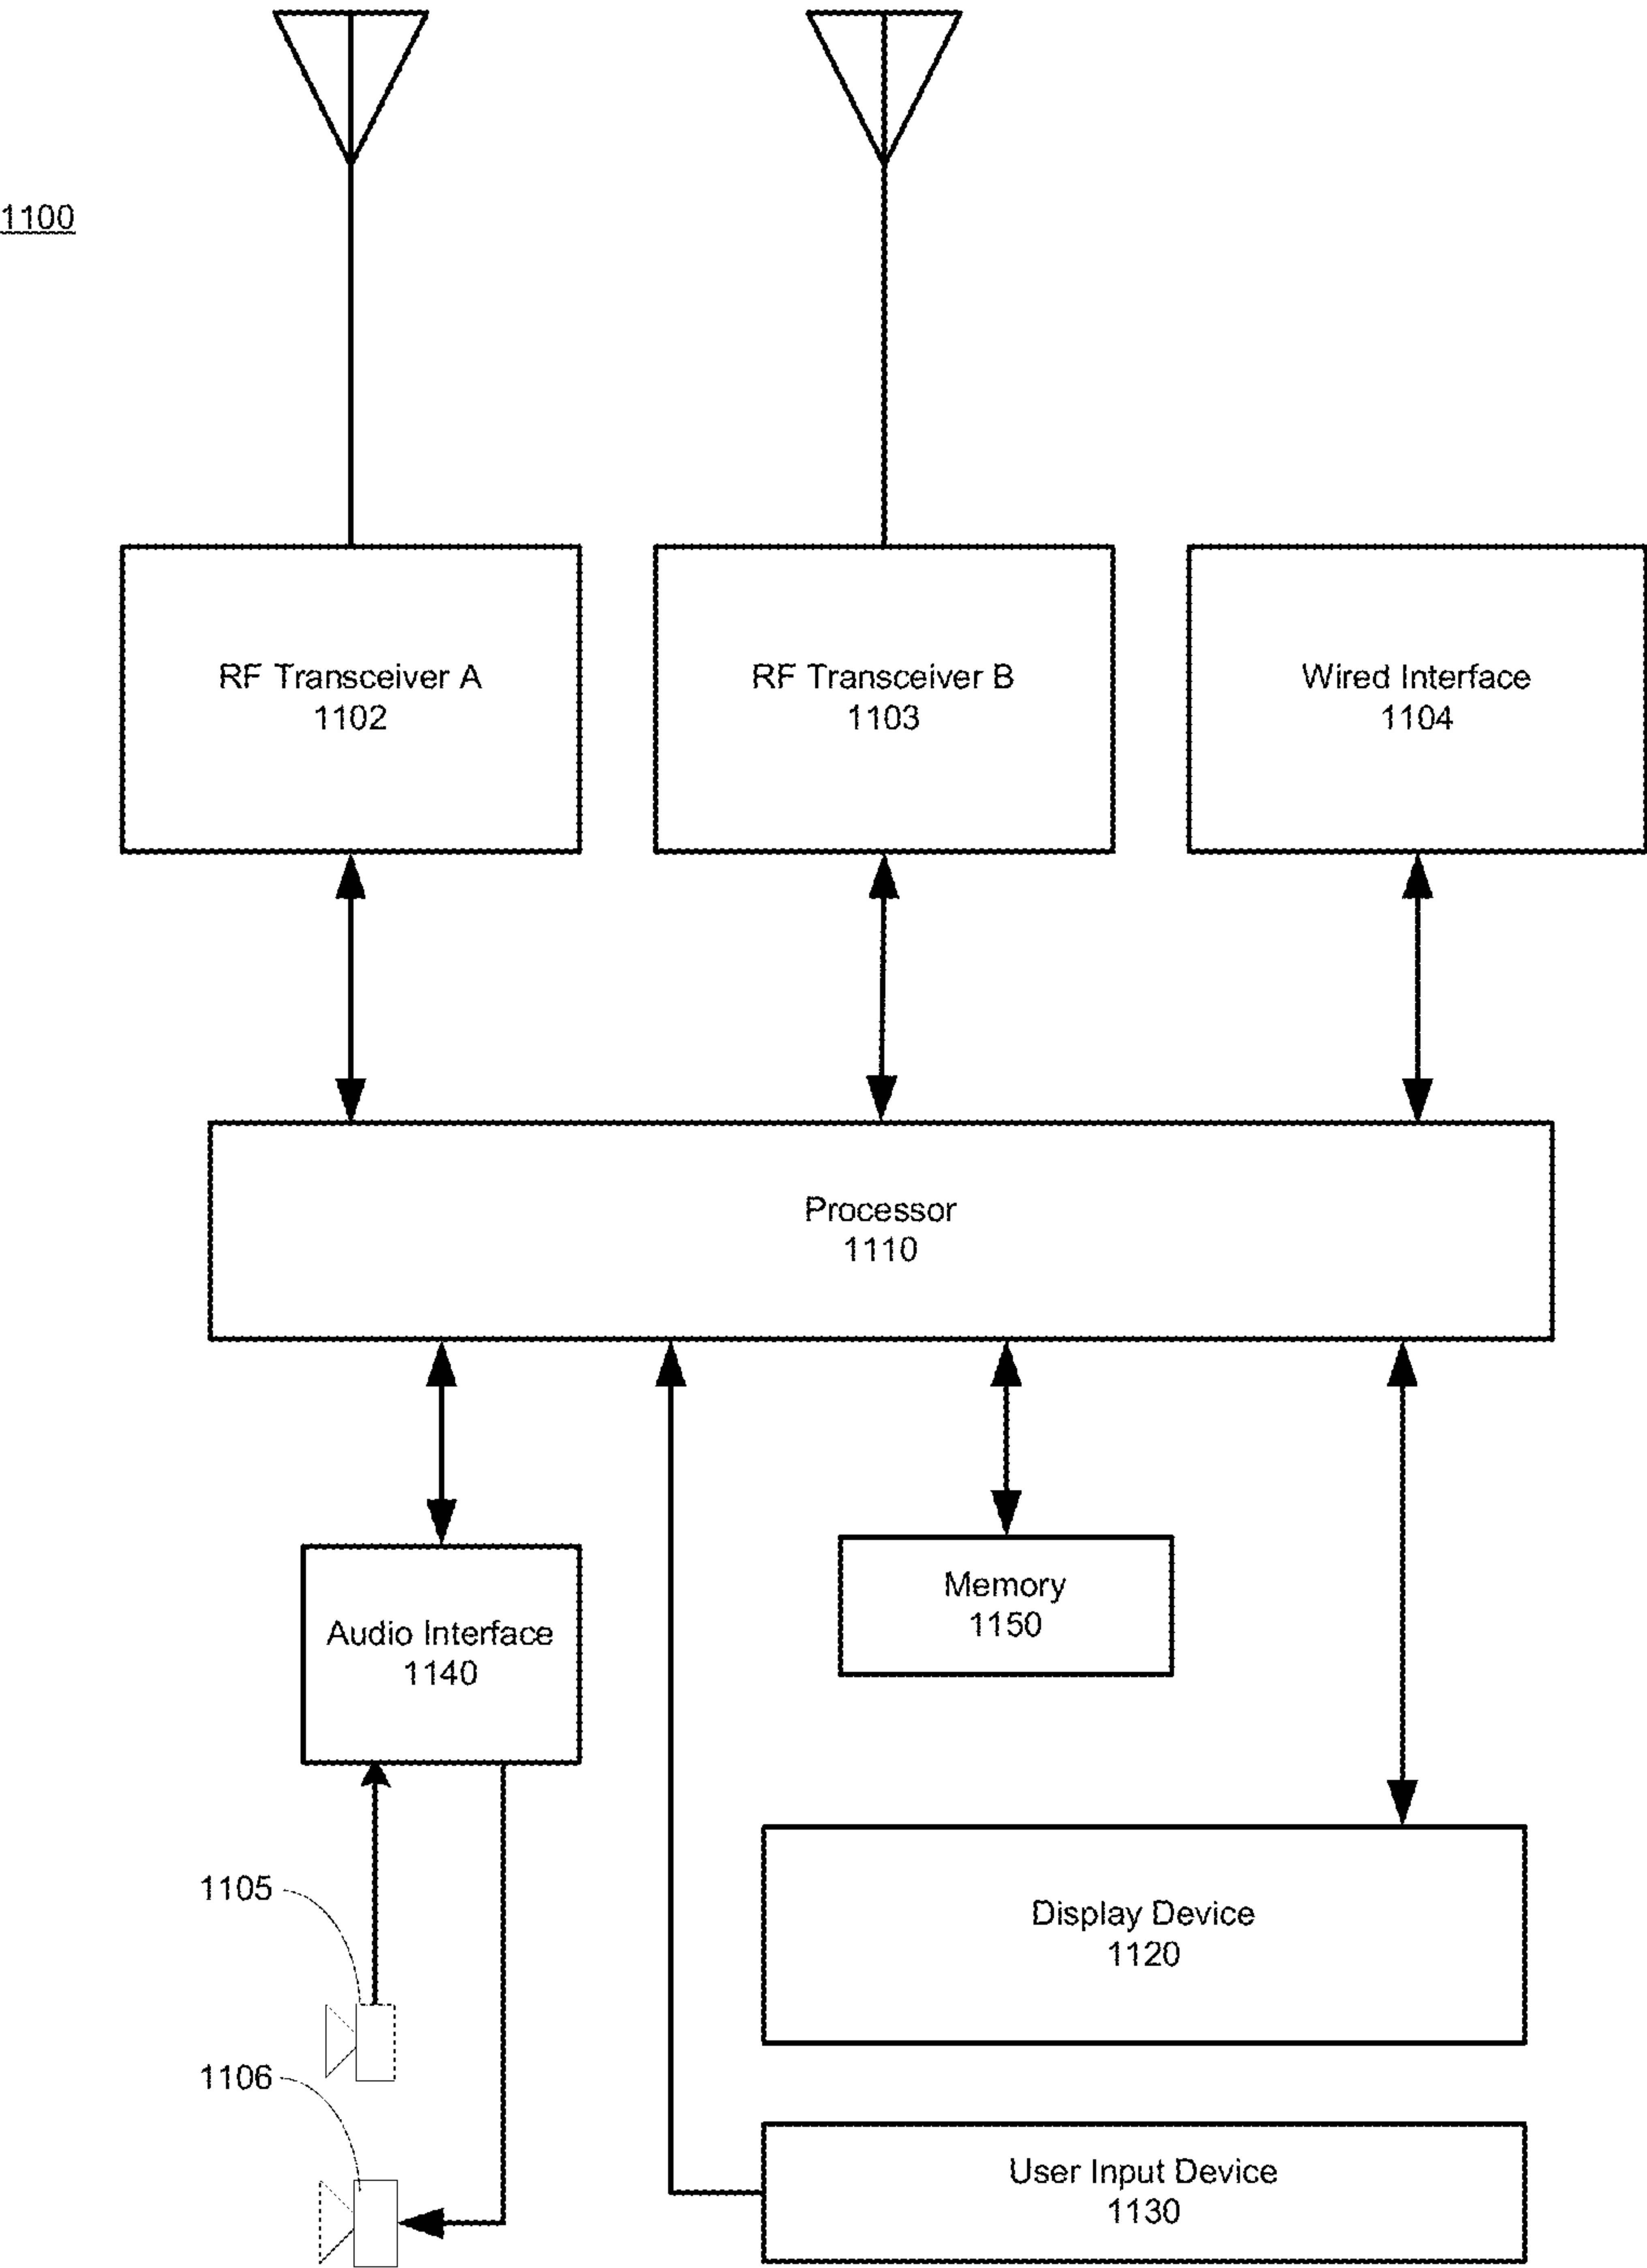 1100
RF Transceiver A
1102
RF Transceiver B
1103
Wired Interface
1104
Processor
1110
Audio Interface
1140
Memory
1150
1105
Display Device
1120
1106
User Input Device
1130